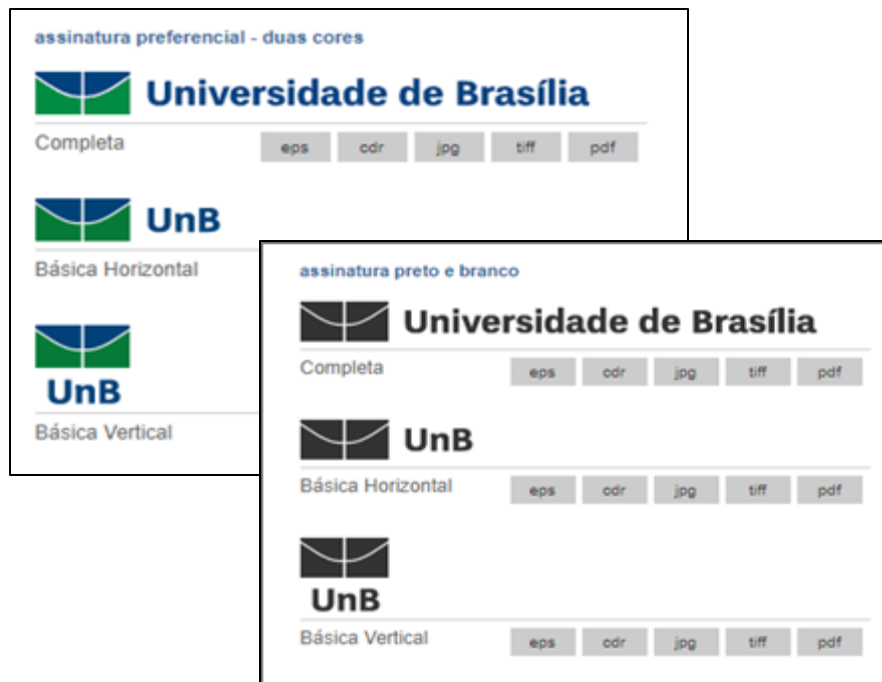 assinatura preferencial - duas cores
Universidade de Brasília
Completa eps cdr jpg tiff pdf
UnB
Básica Horizontal
UnB
Básica Vertical
assinatura preto e branco
Universidade de Brasília
Completa eps cdr jpg tiff pdf
UnB
Básica Horizontal eps cdr jpg tiff pdf
UnB
Básica Vertical eps cdr jpg tiff pdf